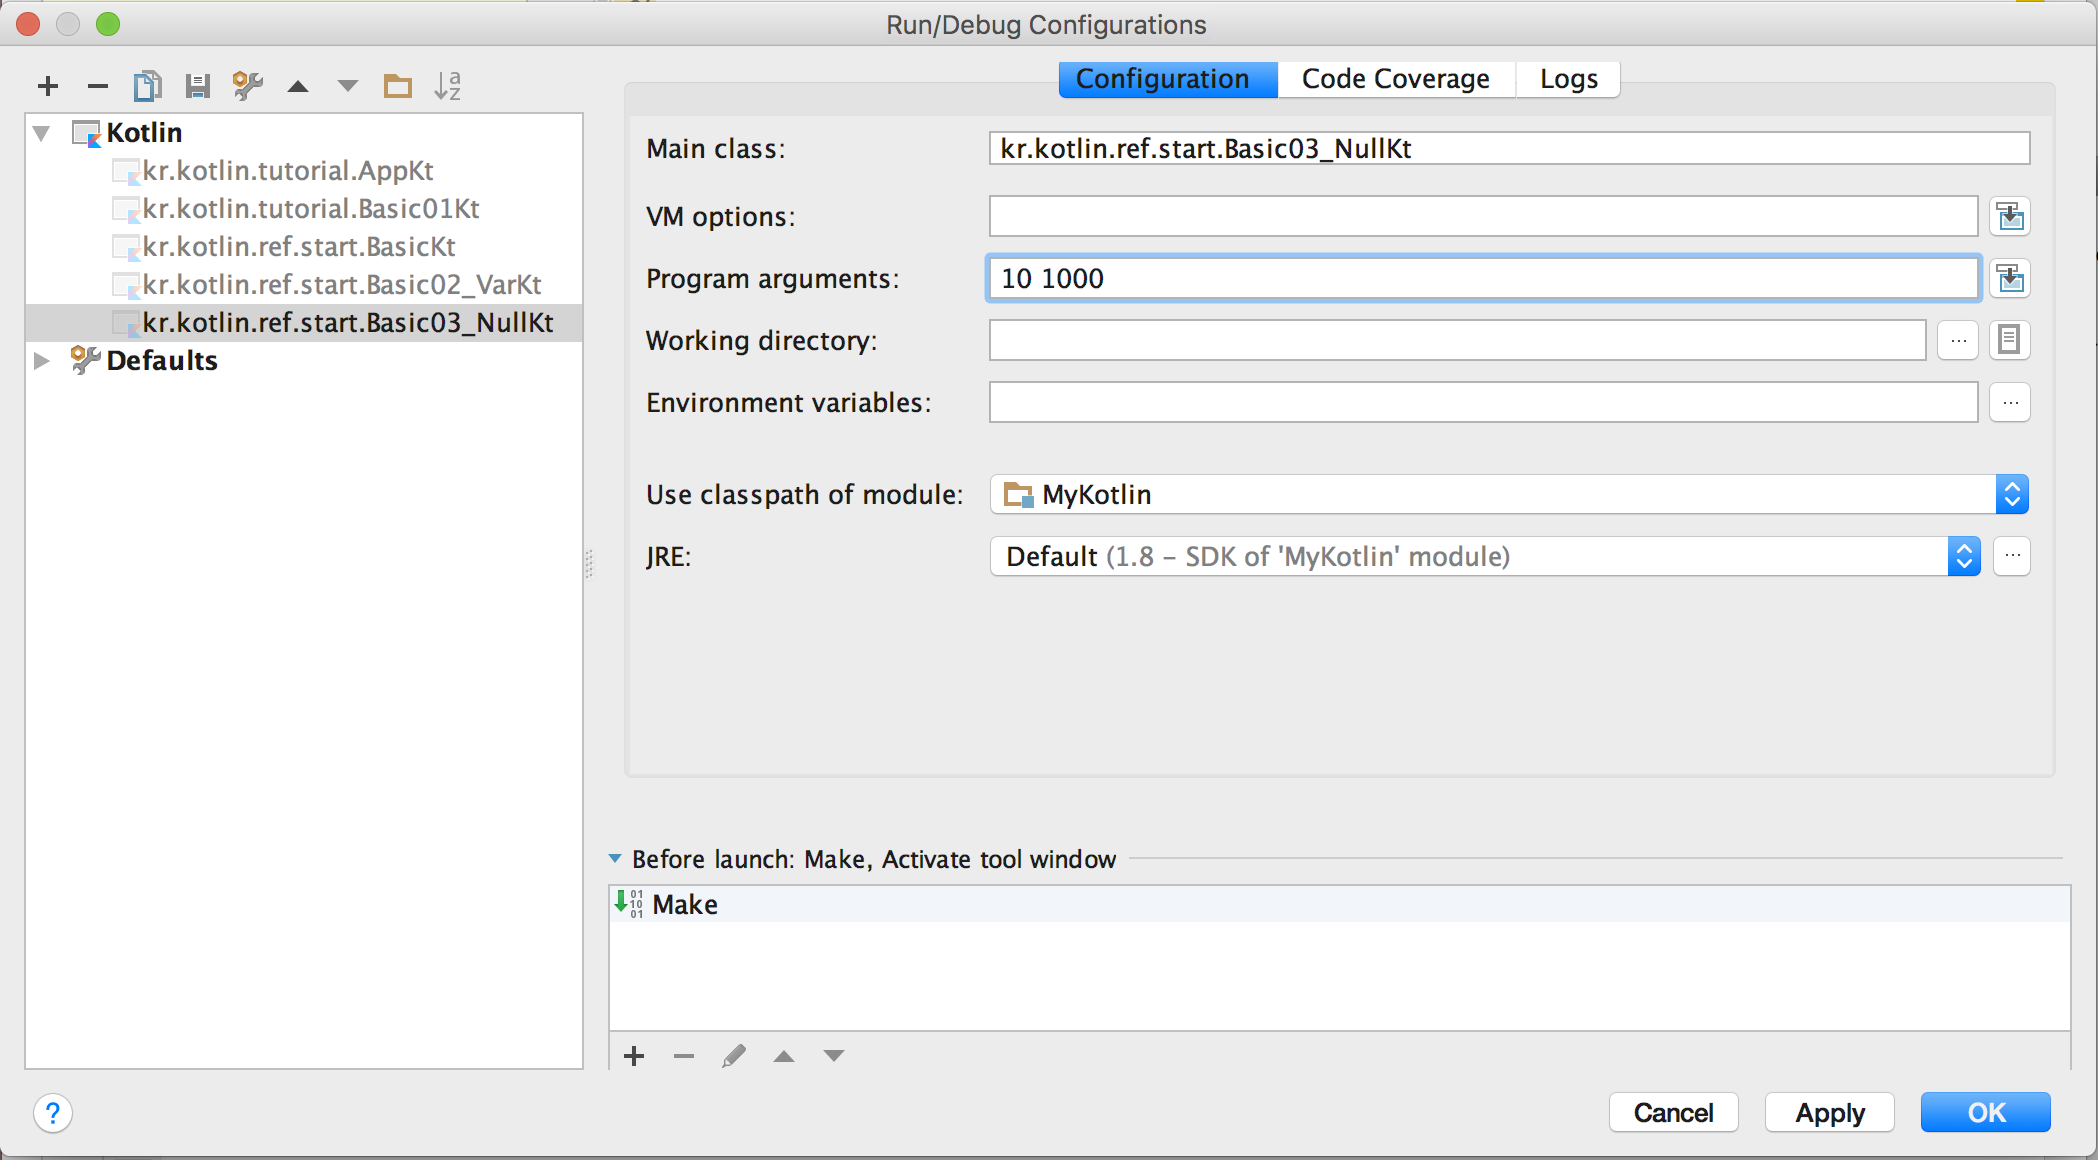 Run/Debug Configurations
Configuration Code Coverage Logs
Kotlin
kr.kotlin.tutorial.AppKt
kr.kotlin.tutorial.Basic01Kt
kr.kotlin.ref.start.BasicKt
kr.kotlin.ref.start.Basic02_VarKt
kr.kotlin.ref.start.Basic03_NullKt
Defaults
Main class: kr.kotlin.ref.start.Basic03_NullKt
VM options:
Program arguments: 10 1000
Working directory: ...
Environment variables: ...
Use classpath of module: MyKotlin
JRE: Default (1.8 – SDK of 'MyKotlin' module) ...
Before launch: Make, Activate tool window
Make
? Cancel Apply OK